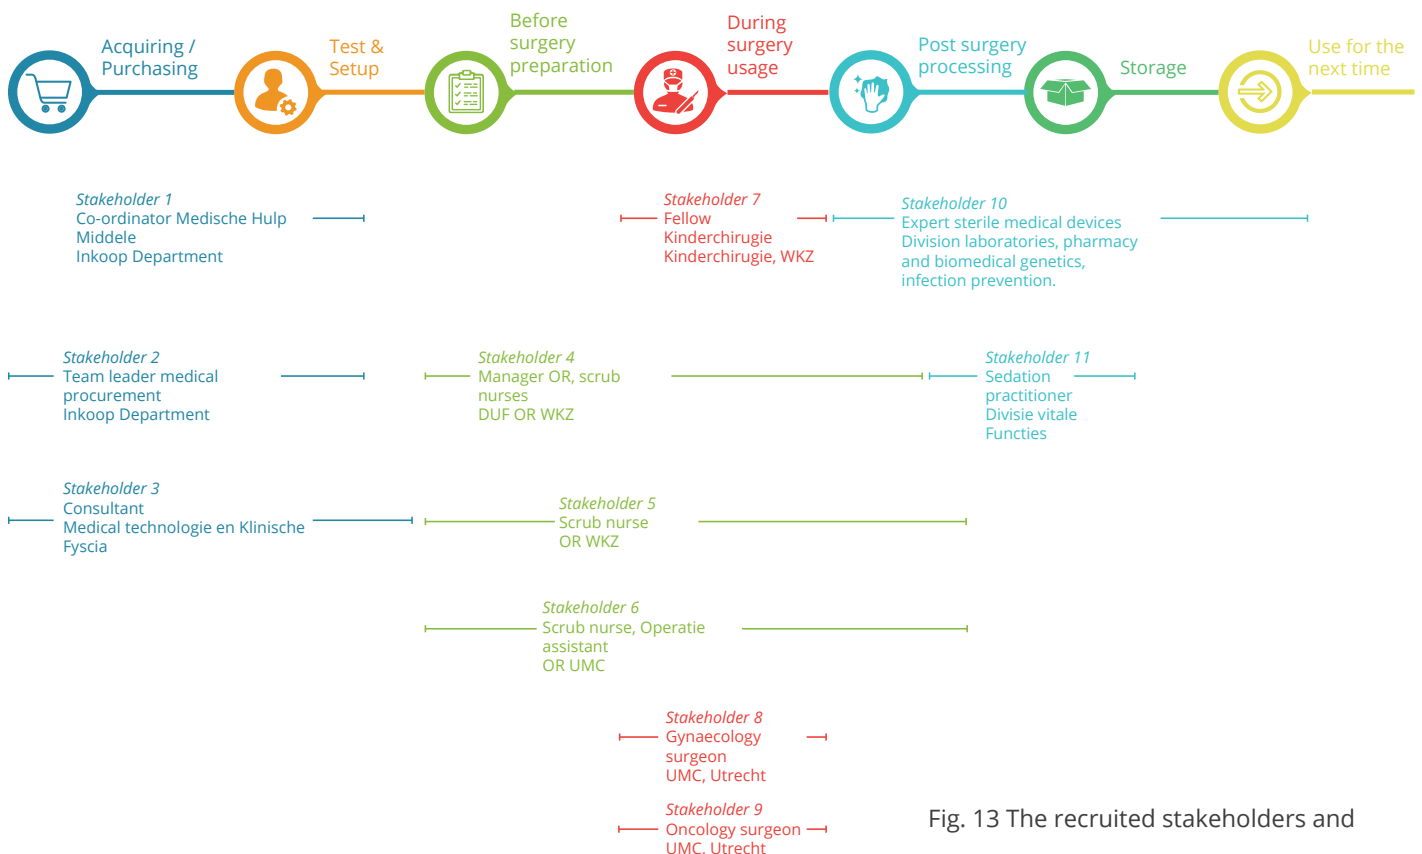 Acquiring /
Purchasing
Test &
Setup
Before
surgery
preparation
During
surgery
usage
Post surgery
processing
Storage
Use for the
next time
Stakeholder 1
Co-ordinator Medische Hulp
Middele
Inkoop Department
Stakeholder 7
Fellow
Kinderchirugie
Kinderchirugie, WKZ
Stakeholder 10
Expert sterile medical devices
Division laboratories, pharmacy
and biomedical genetics,
infection prevention.
Stakeholder 2
Team leader medical
procurement
Inkoop Department
Stakeholder 4
Manager OR, scrub
nurses
DUF OR WKZ
Stakeholder 11
Sedation
practitioner
Divisie vitale
Functies
Stakeholder 3
Consultant
Medical technologie en Klinische
Fyscia
Stakeholder 5
Scrub nurse
OR WKZ
Stakeholder 6
Scrub nurse, Operatie
assistant
OR UMC
Stakeholder 8
Gynaecology
surgeon
UMC, Utrecht
Stakeholder 9
Oncology surgeon
UMC, Utrecht
Fig. 13 The recruited stakeholders and